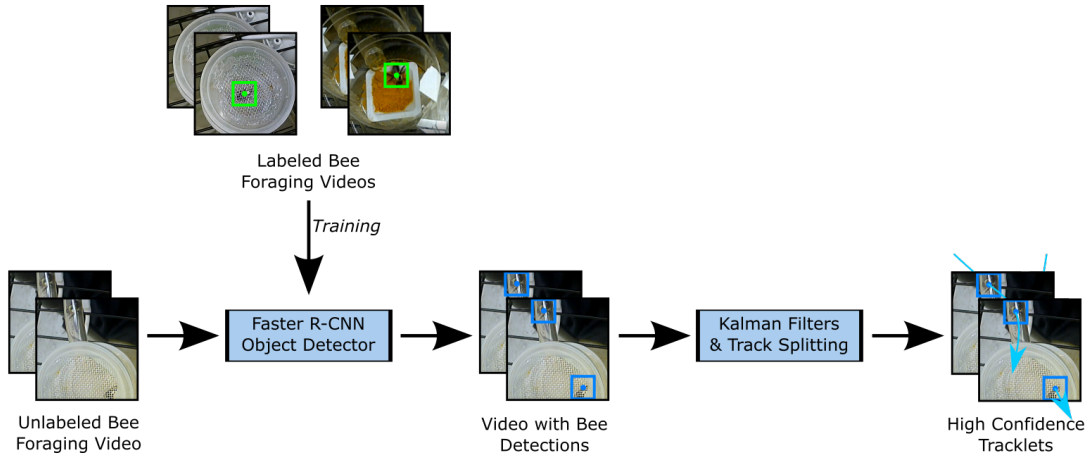 Labeled Bee
Foraging Videos
Training
Faster R-CNN
Object Detector
Kalman Filters
& Track Splitting
Unlabeled Bee
Foraging Video
Video with Bee
Detections
High Confidence
Tracklets